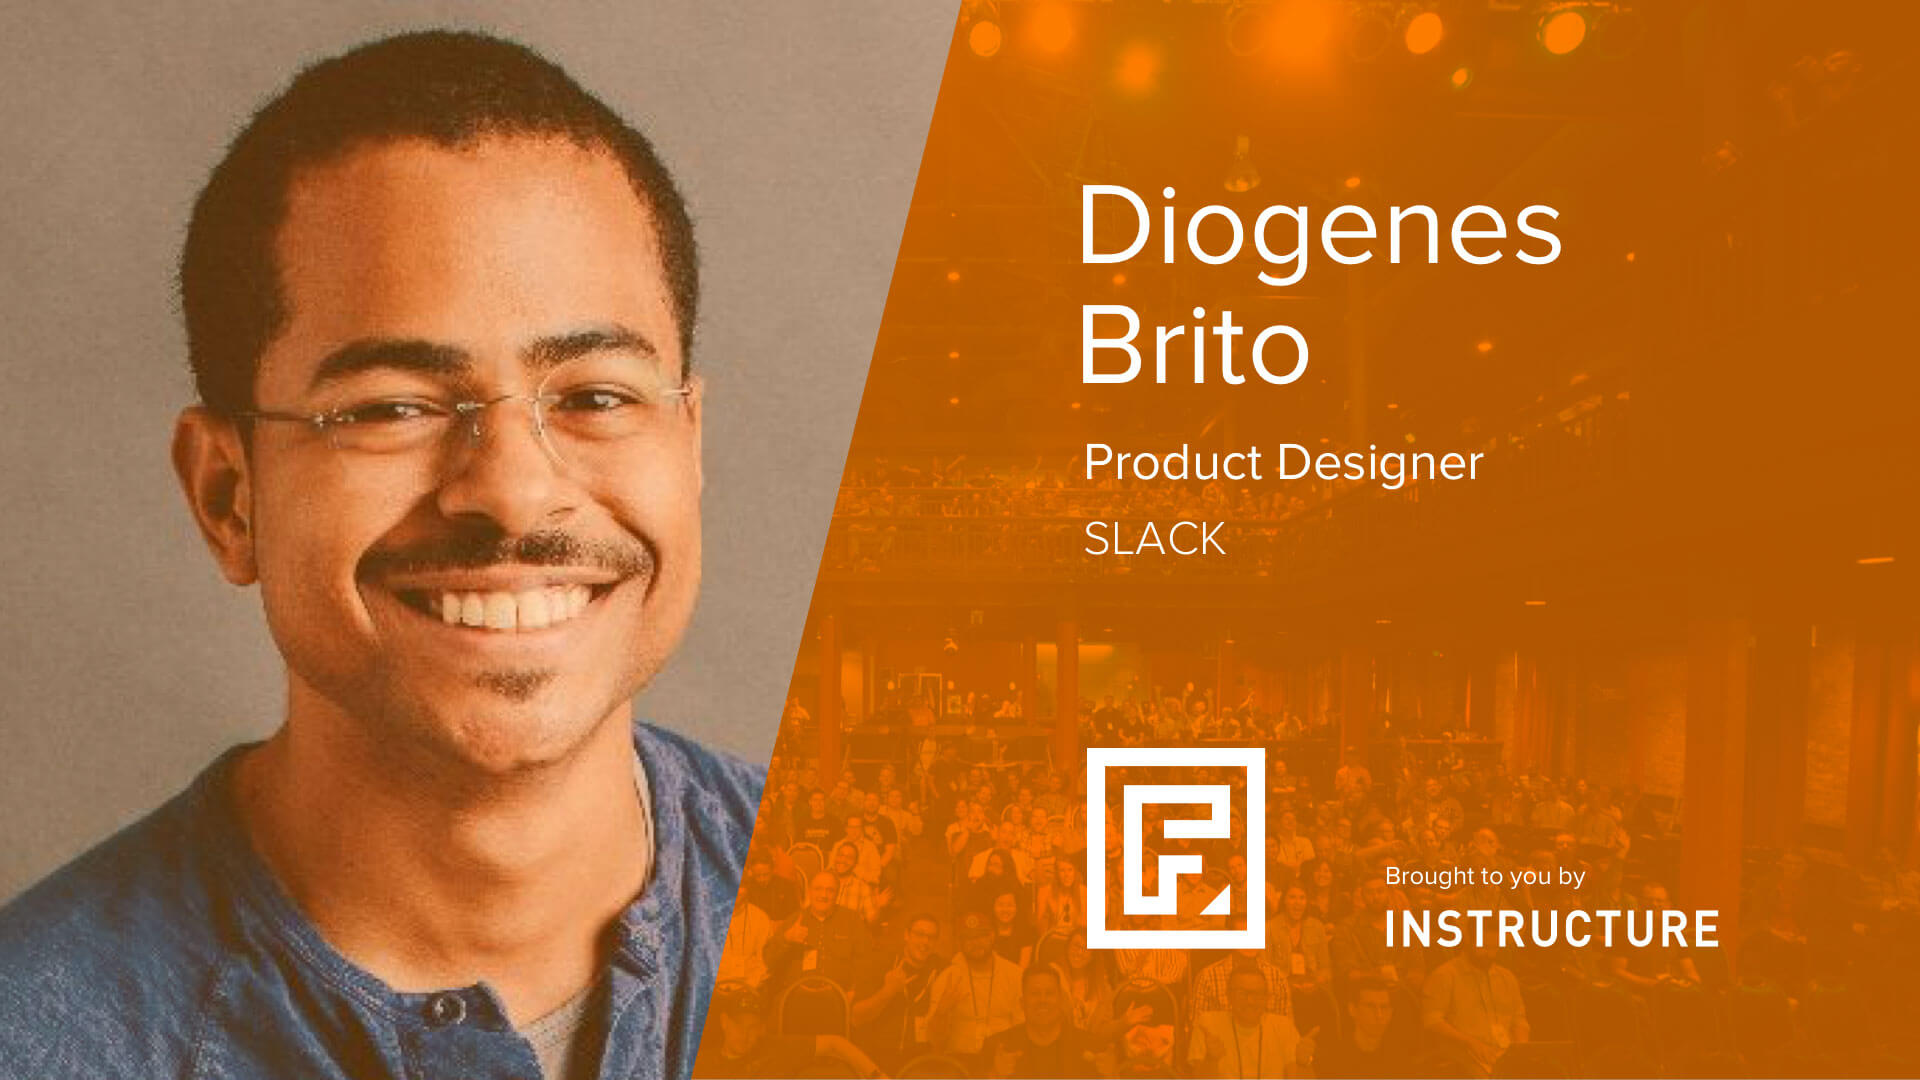 Diogenes
Brito
Product Designer
SLACK
Brought to you by
INSTRUCTURE